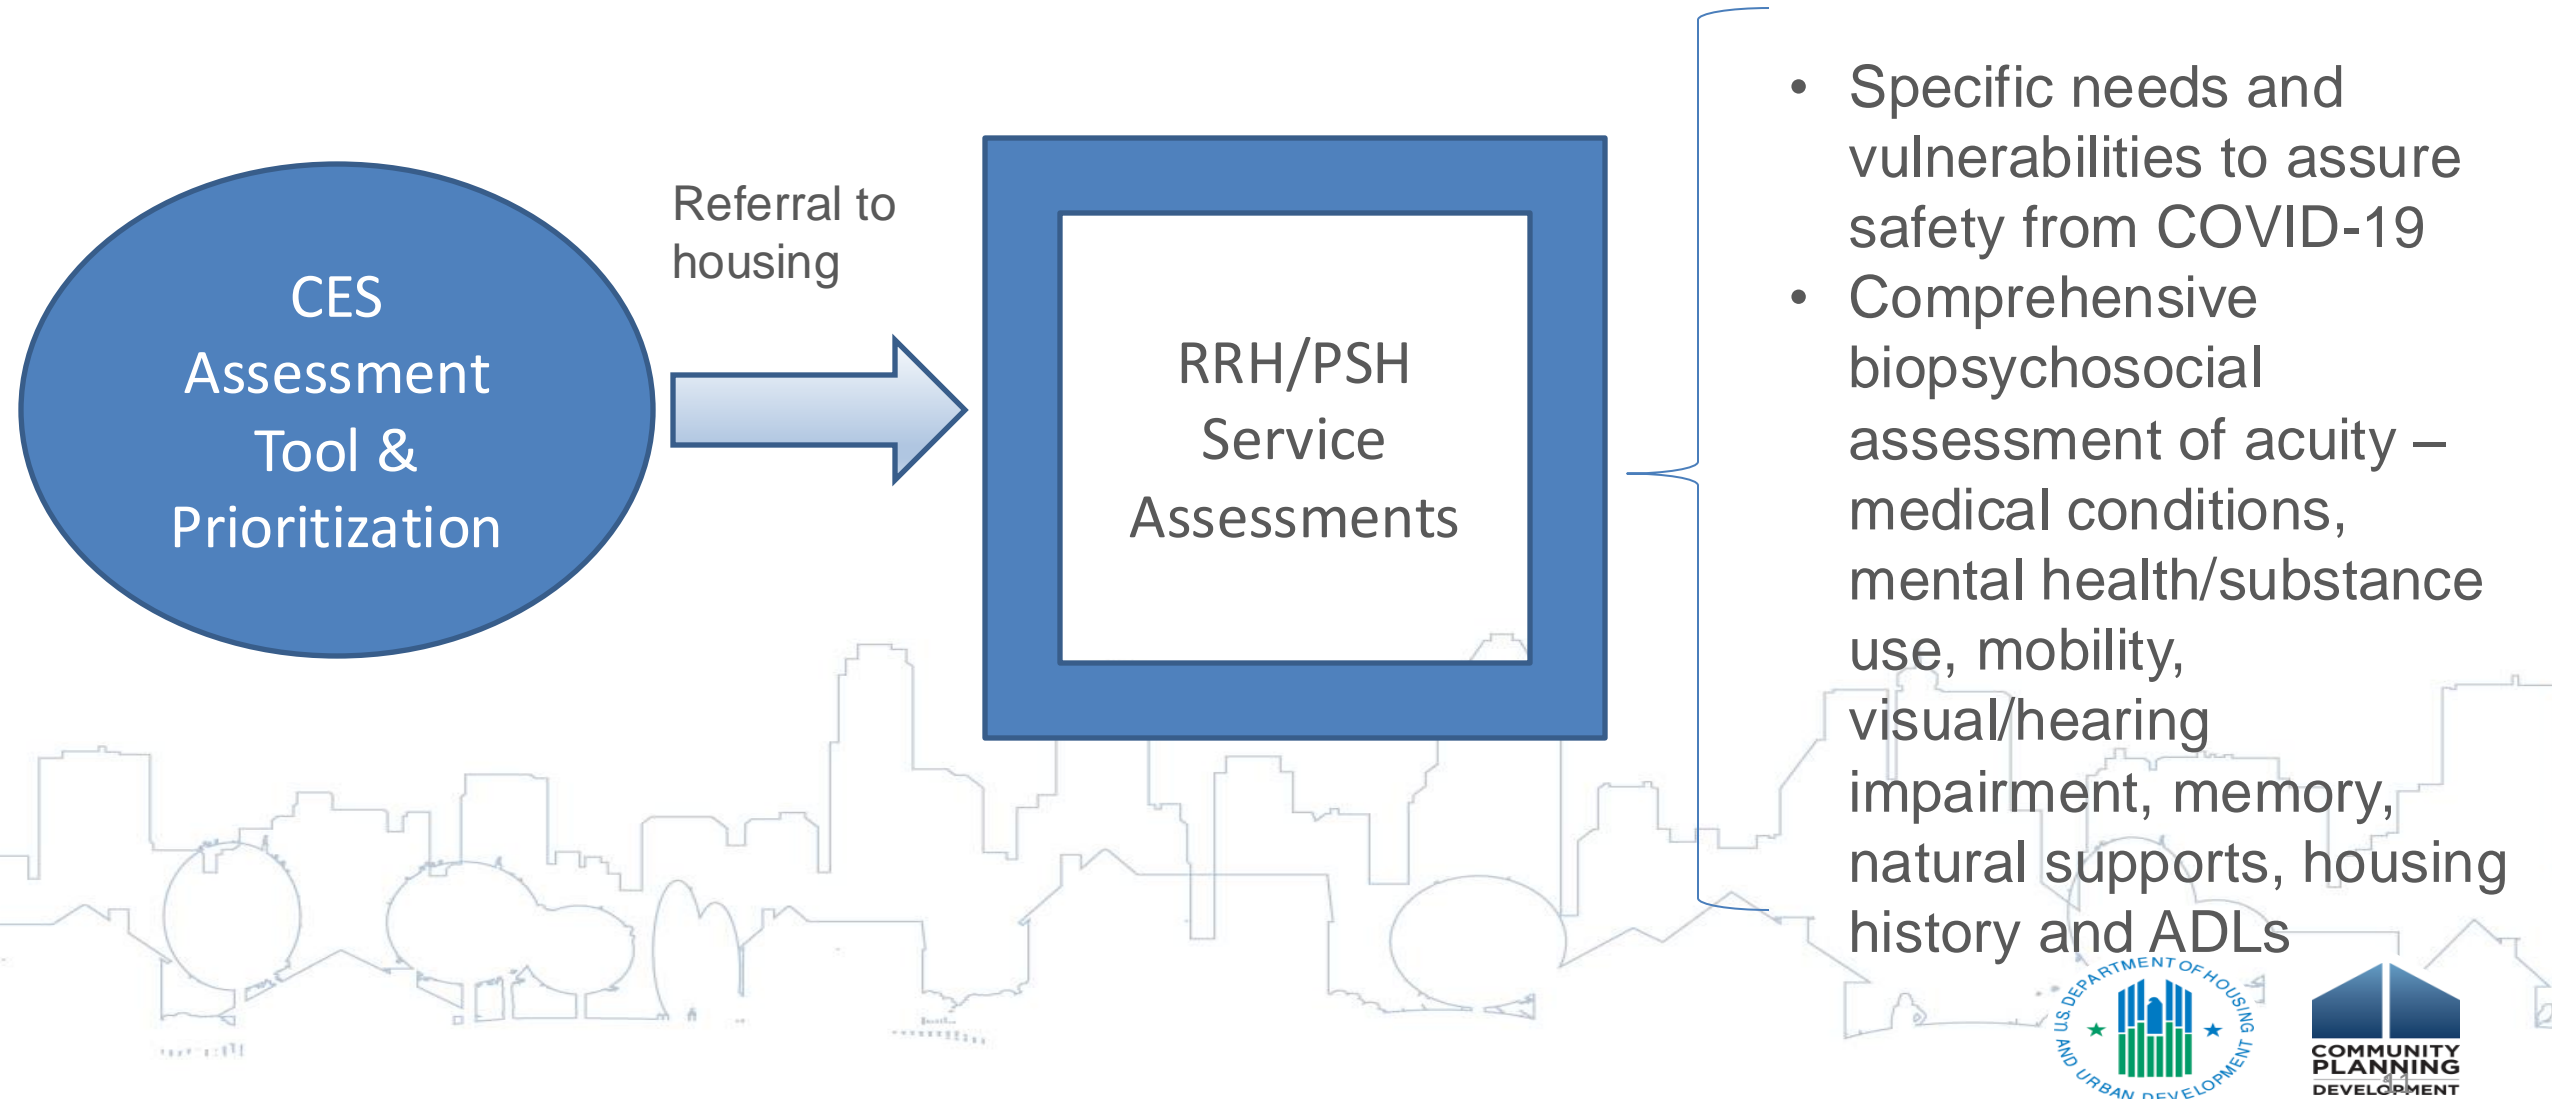 CES
Assessment
Tool &
Prioritization
Referral to
housing
RRH/PSH
Service
Assessments
• Specific needs and
vulnerabilities to assure
safety from COVID-19
• Comprehensive
biopsychosocial
assessment of acuity –
medical conditions,
mental health/substance
use, mobility,
visual/hearing
impairment, memory,
natural supports, housing
history and ADLs
U.S. DEPARTMENT OF HOUSING
AND URBAN DEVELOPMENT
COMMUNITY
PLANNING
DEVELOPMENT
11